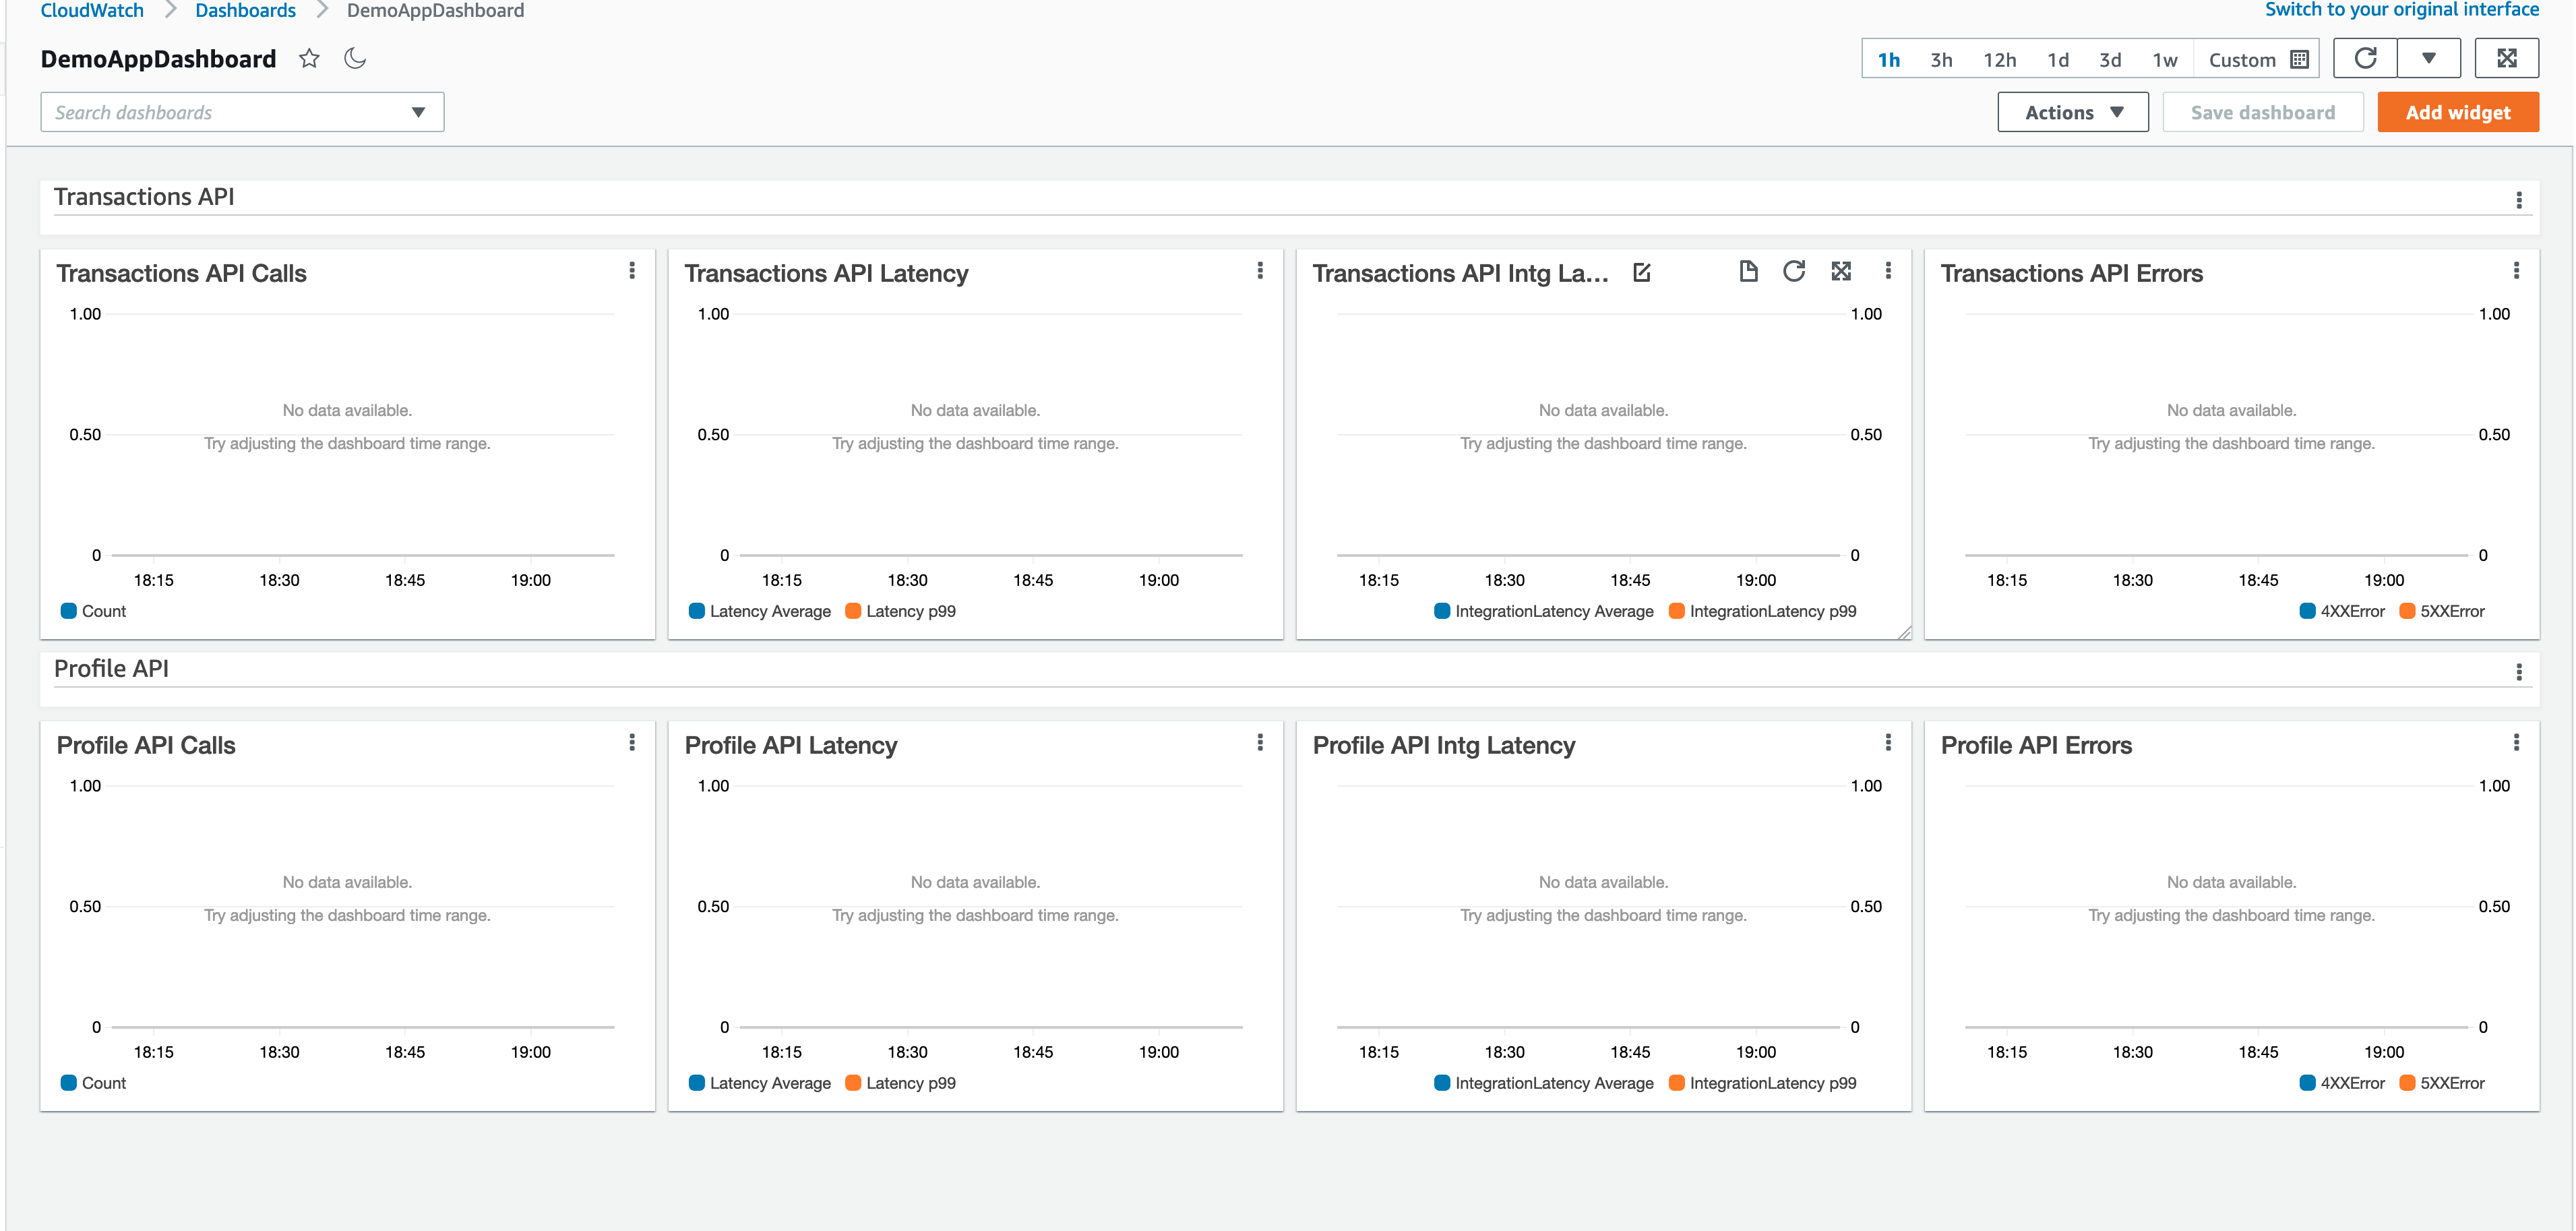 CloudWatch > Dashboards > DemoAppDashboard
Switch to your original interface
DemoAppDashboard
1h 3h 12h 1d 3d 1w Custom
Search dashboards
Actions Save dashboard Add widget
Transactions API
Transactions API Calls
1.00
No data available.
0.50
Try adjusting the dashboard time range.
0
18:15 18:30 18:45 19:00
Count
Transactions API Latency
1.00
No data available.
0.50
Try adjusting the dashboard time range.
0
18:15 18:30 18:45 19:00
Latency Average Latency p99
Transactions API Intg La...
1.00
No data available.
0.50
Try adjusting the dashboard time range.
0
18:15 18:30 18:45 19:00
IntegrationLatency Average IntegrationLatency p99
Transactions API Errors
1.00
No data available.
0.50
Try adjusting the dashboard time range.
0
18:15 18:30 18:45 19:00
4XXError 5XXError
Profile API
Profile API Calls
1.00
No data available.
0.50
Try adjusting the dashboard time range.
0
18:15 18:30 18:45 19:00
Count
Profile API Latency
1.00
No data available.
0.50
Try adjusting the dashboard time range.
0
18:15 18:30 18:45 19:00
Latency Average Latency p99
Profile API Intg Latency
1.00
No data available.
0.50
Try adjusting the dashboard time range.
0
18:15 18:30 18:45 19:00
IntegrationLatency Average IntegrationLatency p99
Profile API Errors
1.00
No data available.
0.50
Try adjusting the dashboard time range.
0
18:15 18:30 18:45 19:00
4XXError 5XXError